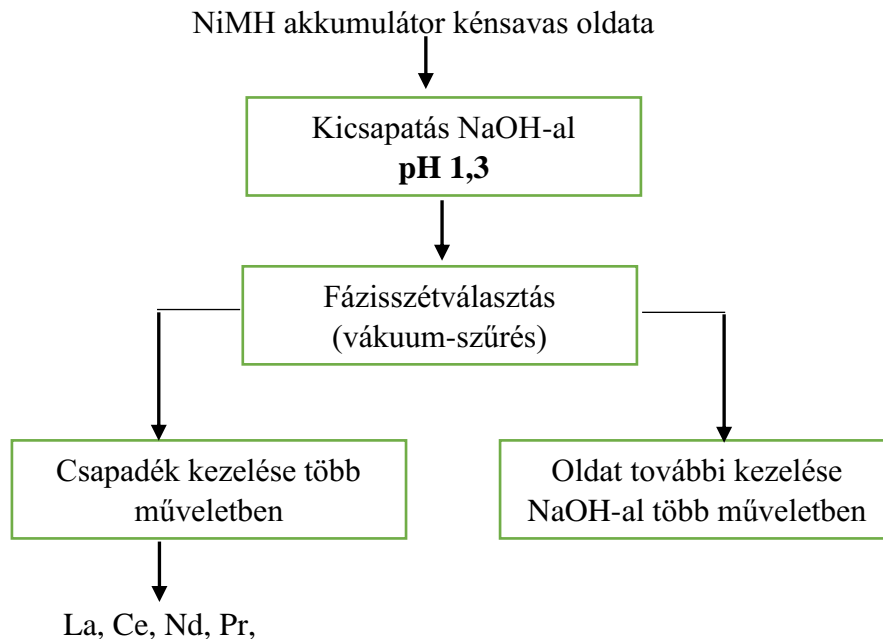 NiMH akkumulátor kénsavas oldata
Kicsapatás NaOH-al
pH 1,3
Fázisszétválasztás
(vákuum-szűrés)
Csapadék kezelése több
műveletben
Oldat további kezelése
NaOH-al több műveletben
La, Ce, Nd, Pr,